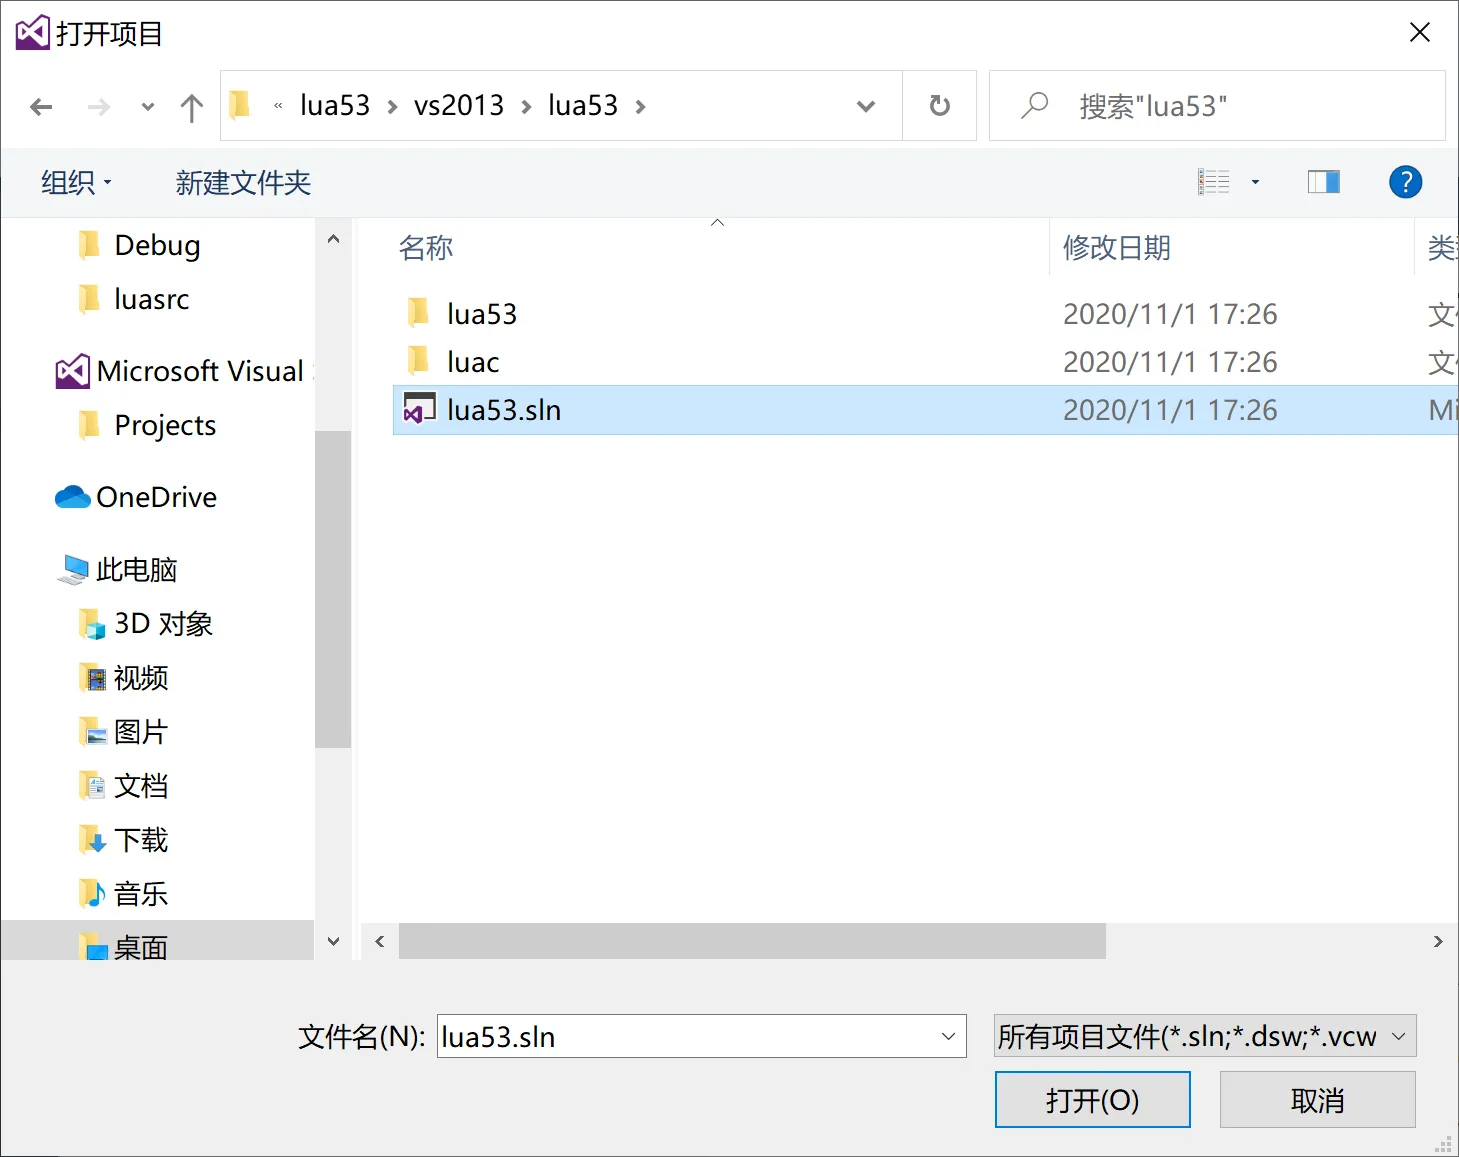 打开项目
« lua53 › vs2013 › lua53 ›
搜索"lua53"
组织
新建文件夹
Debug
luasrc
Microsoft Visual
Projects
OneDrive
此电脑
3D 对象
视频
图片
文档
下载
音乐
桌面
名称 修改日期
lua53 2020/11/1 17:26
luac 2020/11/1 17:26
lua53.sln 2020/11/1 17:26 Mi
文件名(N): lua53.sln
所有项目文件(*.sln;*.dsw;*.vcw
打开(O)
取消